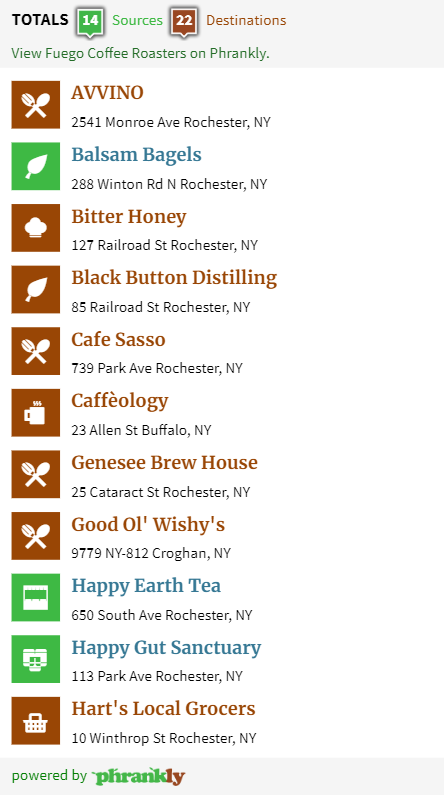 TOTALS 14 Sources 22 Destinations
View Fuego Coffee Roasters on Phrankly.
AVVINO
2541 Monroe Ave Rochester, NY
Balsam Bagels
288 Winton Rd N Rochester, NY
Bitter Honey
127 Railroad St Rochester, NY
Black Button Distilling
85 Railroad St Rochester, NY
Cafe Sasso
739 Park Ave Rochester, NY
Caffèology
23 Allen St Buffalo, NY
Genesee Brew House
25 Cataract St Rochester, NY
Good Ol' Wishy's
9779 NY-812 Croghan, NY
Happy Earth Tea
650 South Ave Rochester, NY
Happy Gut Sanctuary
113 Park Ave Rochester, NY
Hart's Local Grocers
10 Winthrop St Rochester, NY
powered by phrankly